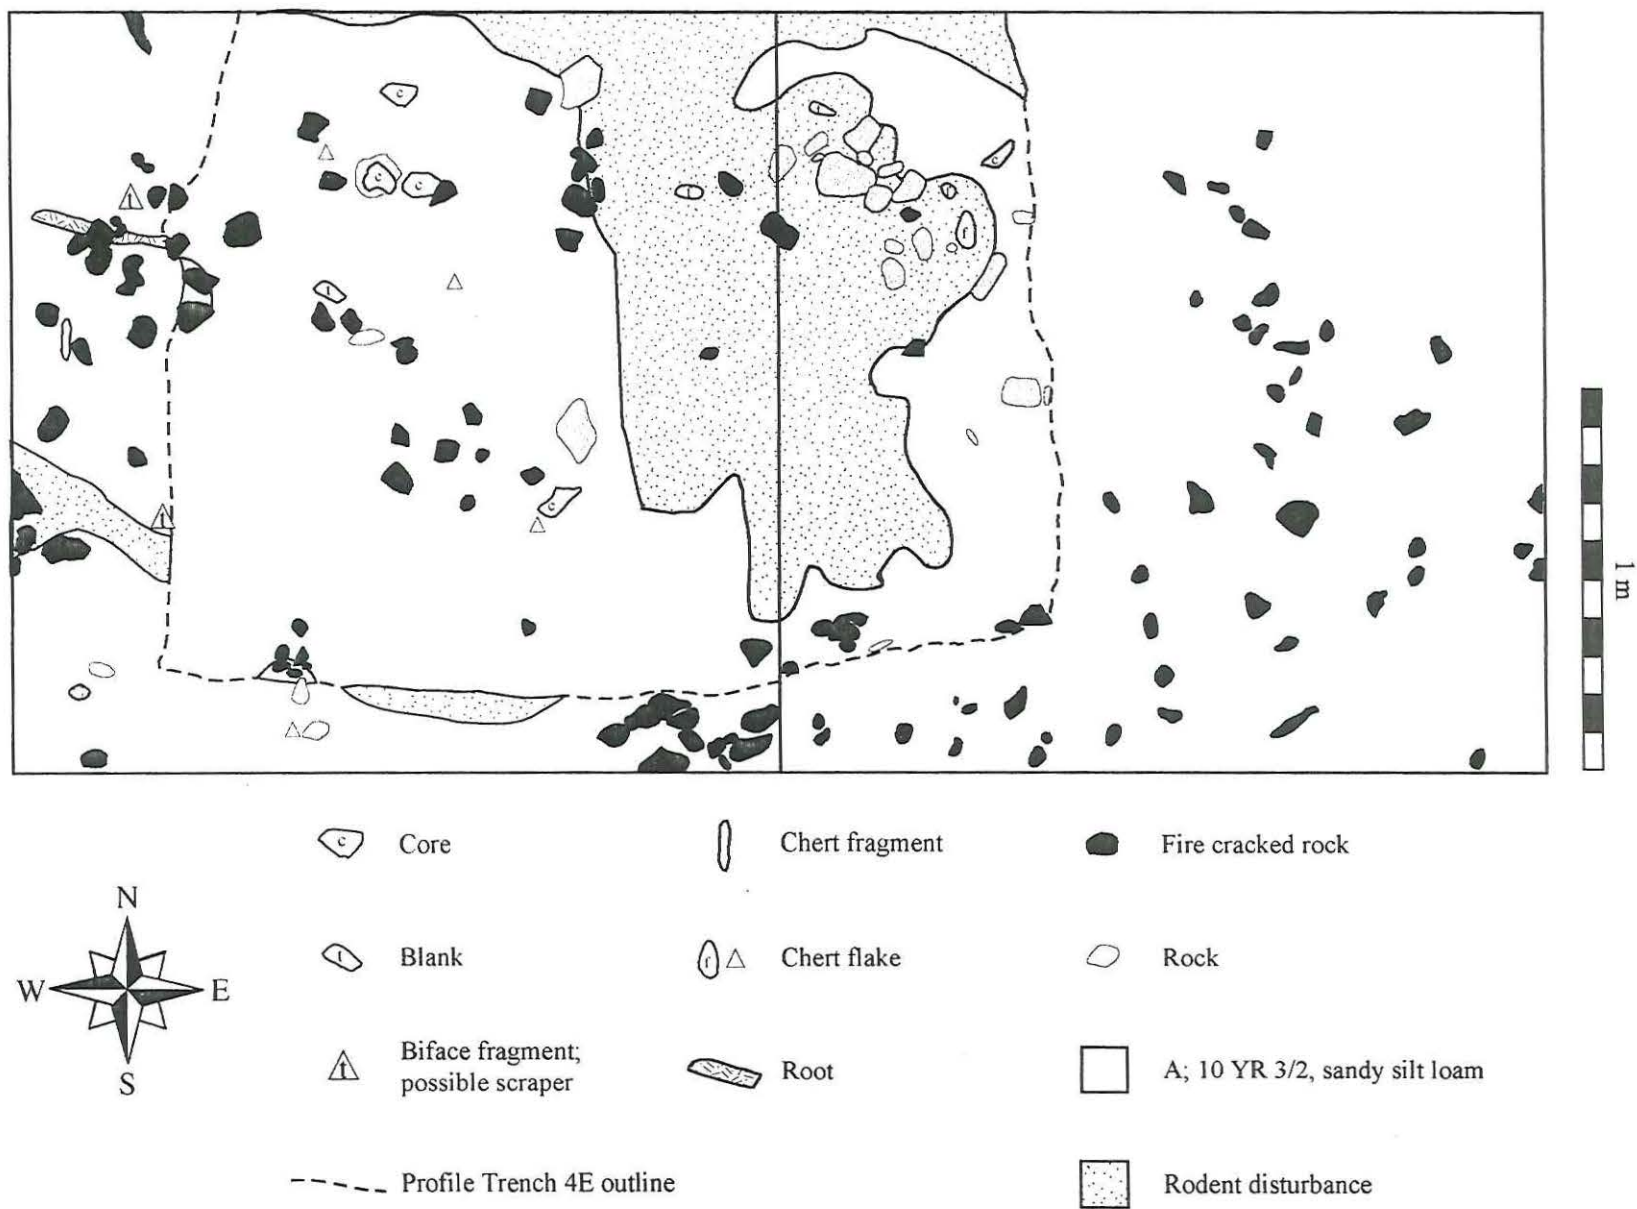 c
t
c
c
t
t
t
f
c
t
t
c
1 m
c Core
Chert fragment
Fire cracked rock
N
W E
S
t Blank
f Chert flake
Rock
t Biface fragment;
possible scraper
Root
A; 10 YR 3/2, sandy silt loam
Profile Trench 4E outline
Rodent disturbance